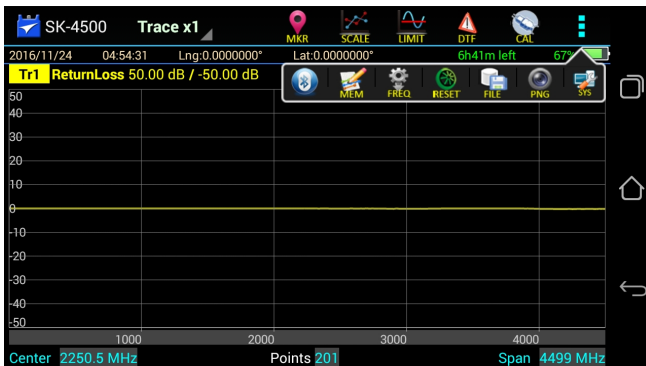 SK-4500 Trace x1 MKR SCALE LIMIT DTF CAL
2016/11/24 04:54:31 Lng:0.0000000° Lat:0.0000000° 6h41m left 67%
Tr1 ReturnLoss 50.00 dB / -50.00 dB
MEM FREQ RESET FILE PNG SYS
50
40
30
20
10
0
-10
-20
-30
-40
-50
1000 2000 3000 4000
Center 2250.5 MHz Points 201 Span 4499 MHz